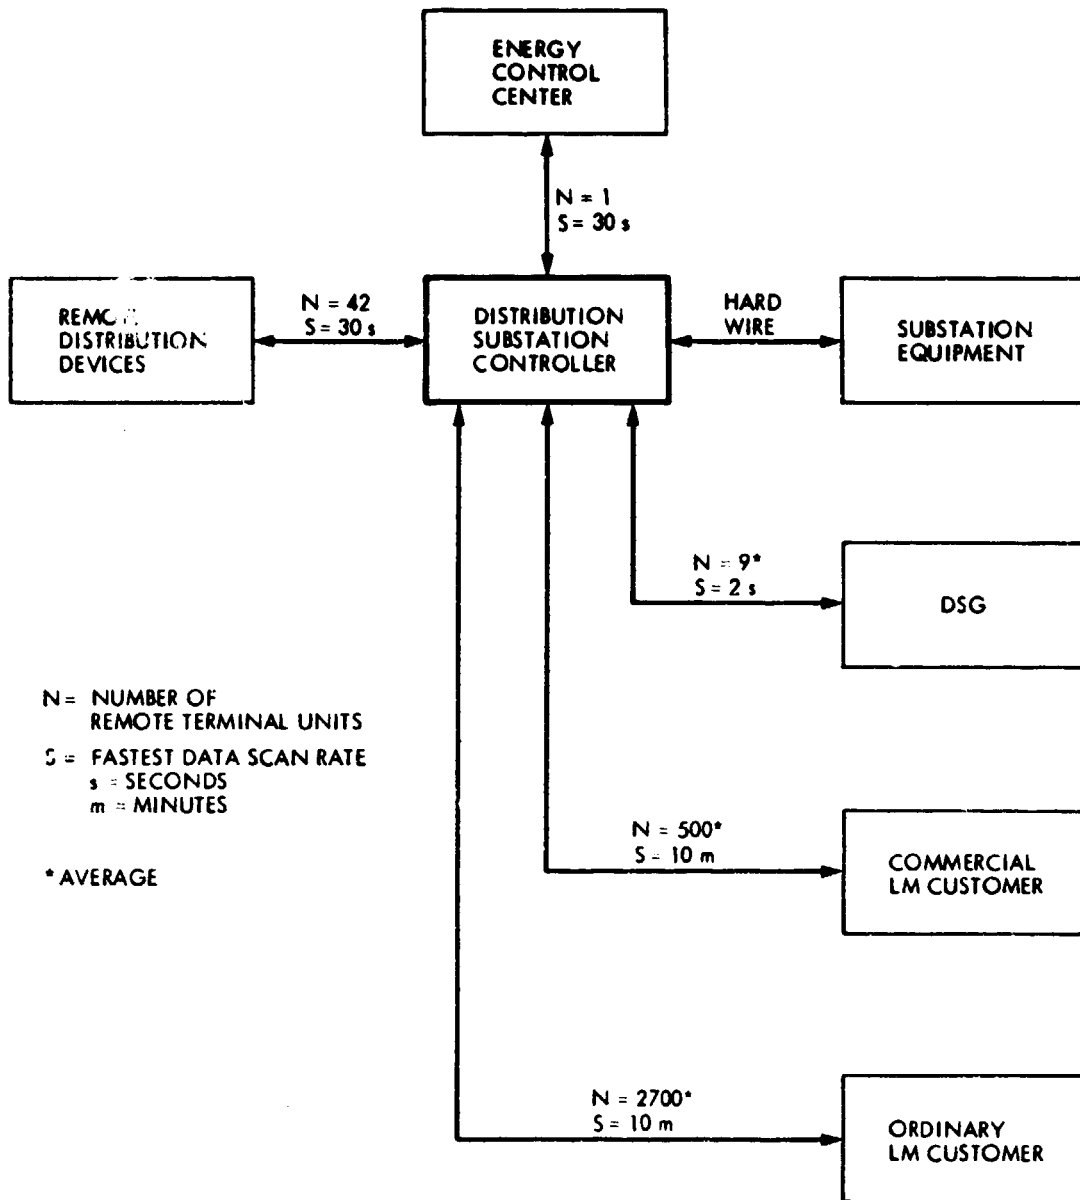 ENERGY
CONTROL
CENTER
N = 1
S = 30 s
DISTRIBUTION
SUBSTATION
CONTROLLER
N = 42
S = 30 s
DISTRIBUTION
DEVICES
HARD
WIRE
SUBSTATION
EQUIPMENT
N = 9*
S = 2 s
DSG
N = NUMBER OF
REMOTE TERMINAL UNITS
S = FASTEST DATA SCAN RATE
s = SECONDS
m = MINUTES
* AVERAGE
N = 500*
S = 10 m
COMMERCIAL
LM CUSTOMER
N = 2700*
S = 10 m
ORDINARY
LM CUSTOMER